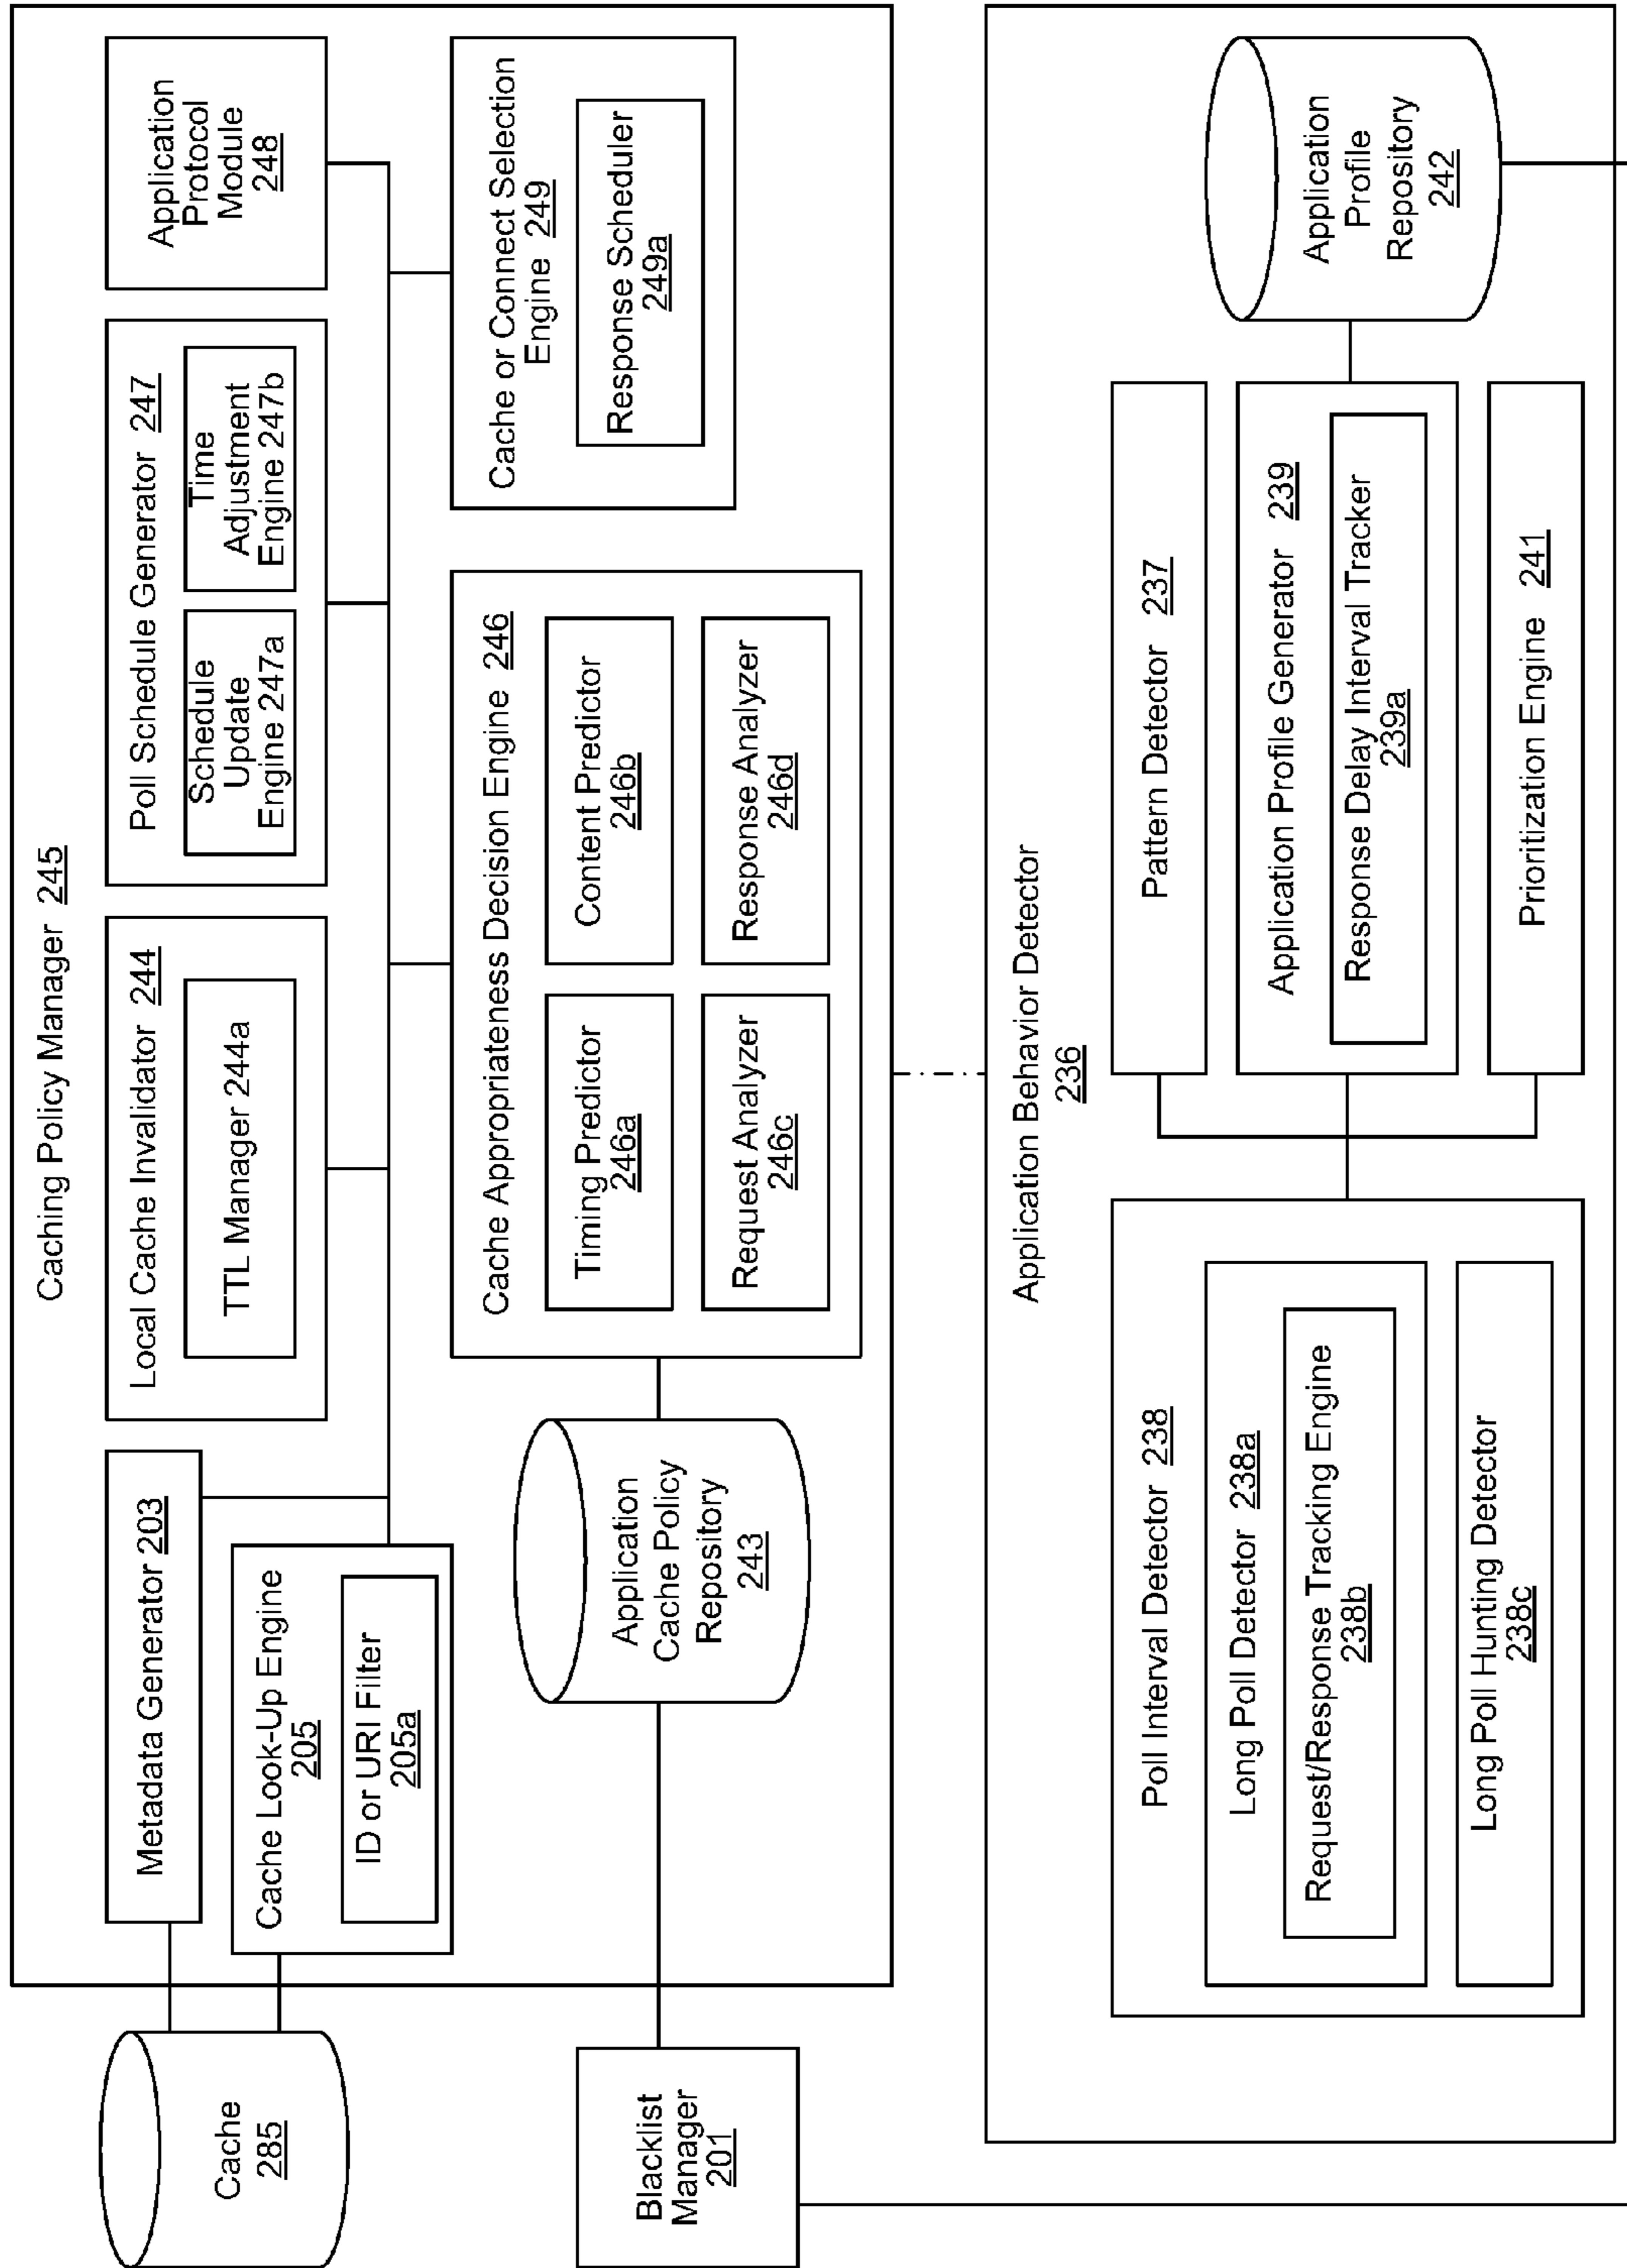 Caching Policy Manager 245
Metadata Generator 203
Cache Look-Up Engine
205
ID or URI Filter
205a
Local Cache Invalidator 244
TTL Manager 244a
Poll Schedule Generator 247
Schedule
Update
Engine 247a
Time
Adjustment
Engine 247b
Application
Protocol
Module
248
Cache
285
Application
Cache Policy
Repository
243
Cache Appropriateness Decision Engine 246
Timing Predictor
246a
Content Predictor
246b
Request Analyzer
246c
Response Analyzer
246d
Cache or Connect Selection
Engine 249
Response Scheduler
249a
Blacklist
Manager
201
Application Behavior Detector
236
Poll Interval Detector 238
Long Poll Detector 238a
Request/Response Tracking Engine
238b
Long Poll Hunting Detector
238c
Pattern Detector 237
Application Profile Generator 239
Response Delay Interval Tracker
239a
Prioritization Engine 241
Application
Profile
Repository
242